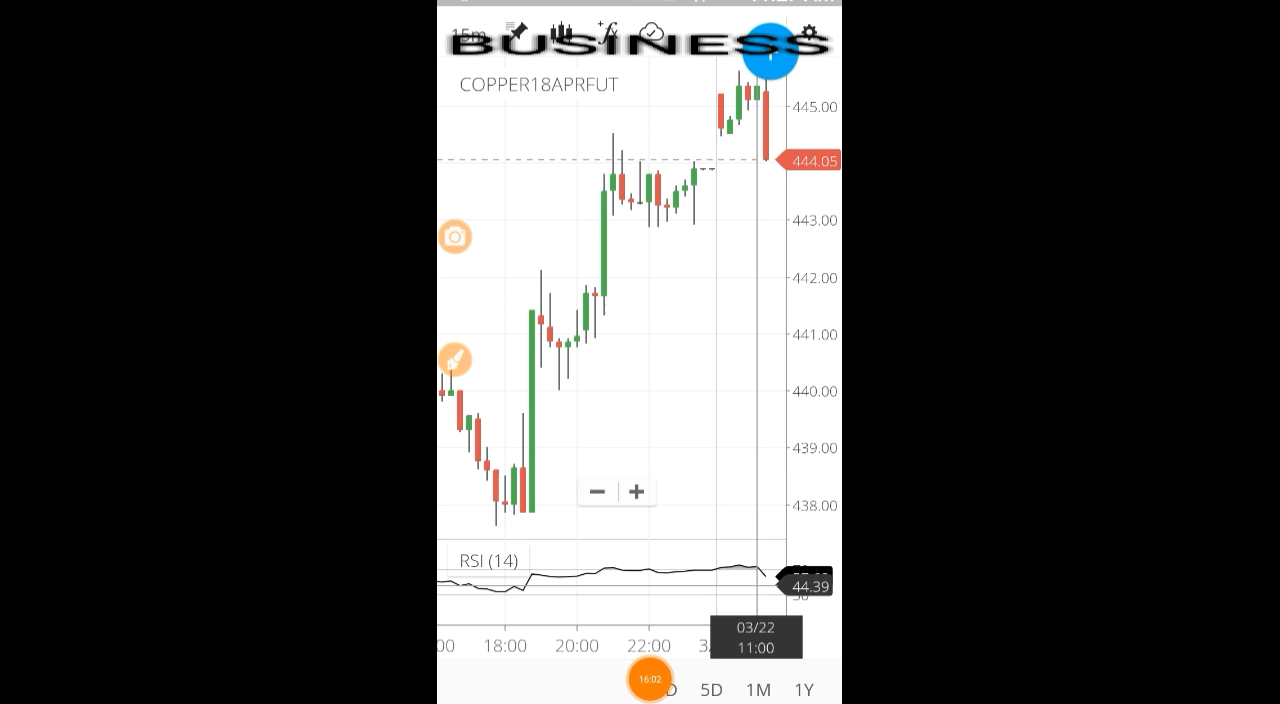 15m
BUSINESS
COPPER18APRFUT
445.00
444.05
443.00
442.00
441.00
440.00
439.00
438.00
RSI (14)
44.39
18:00 20:00 22:00
03/22
11:00
16:02
5D 1M 1Y